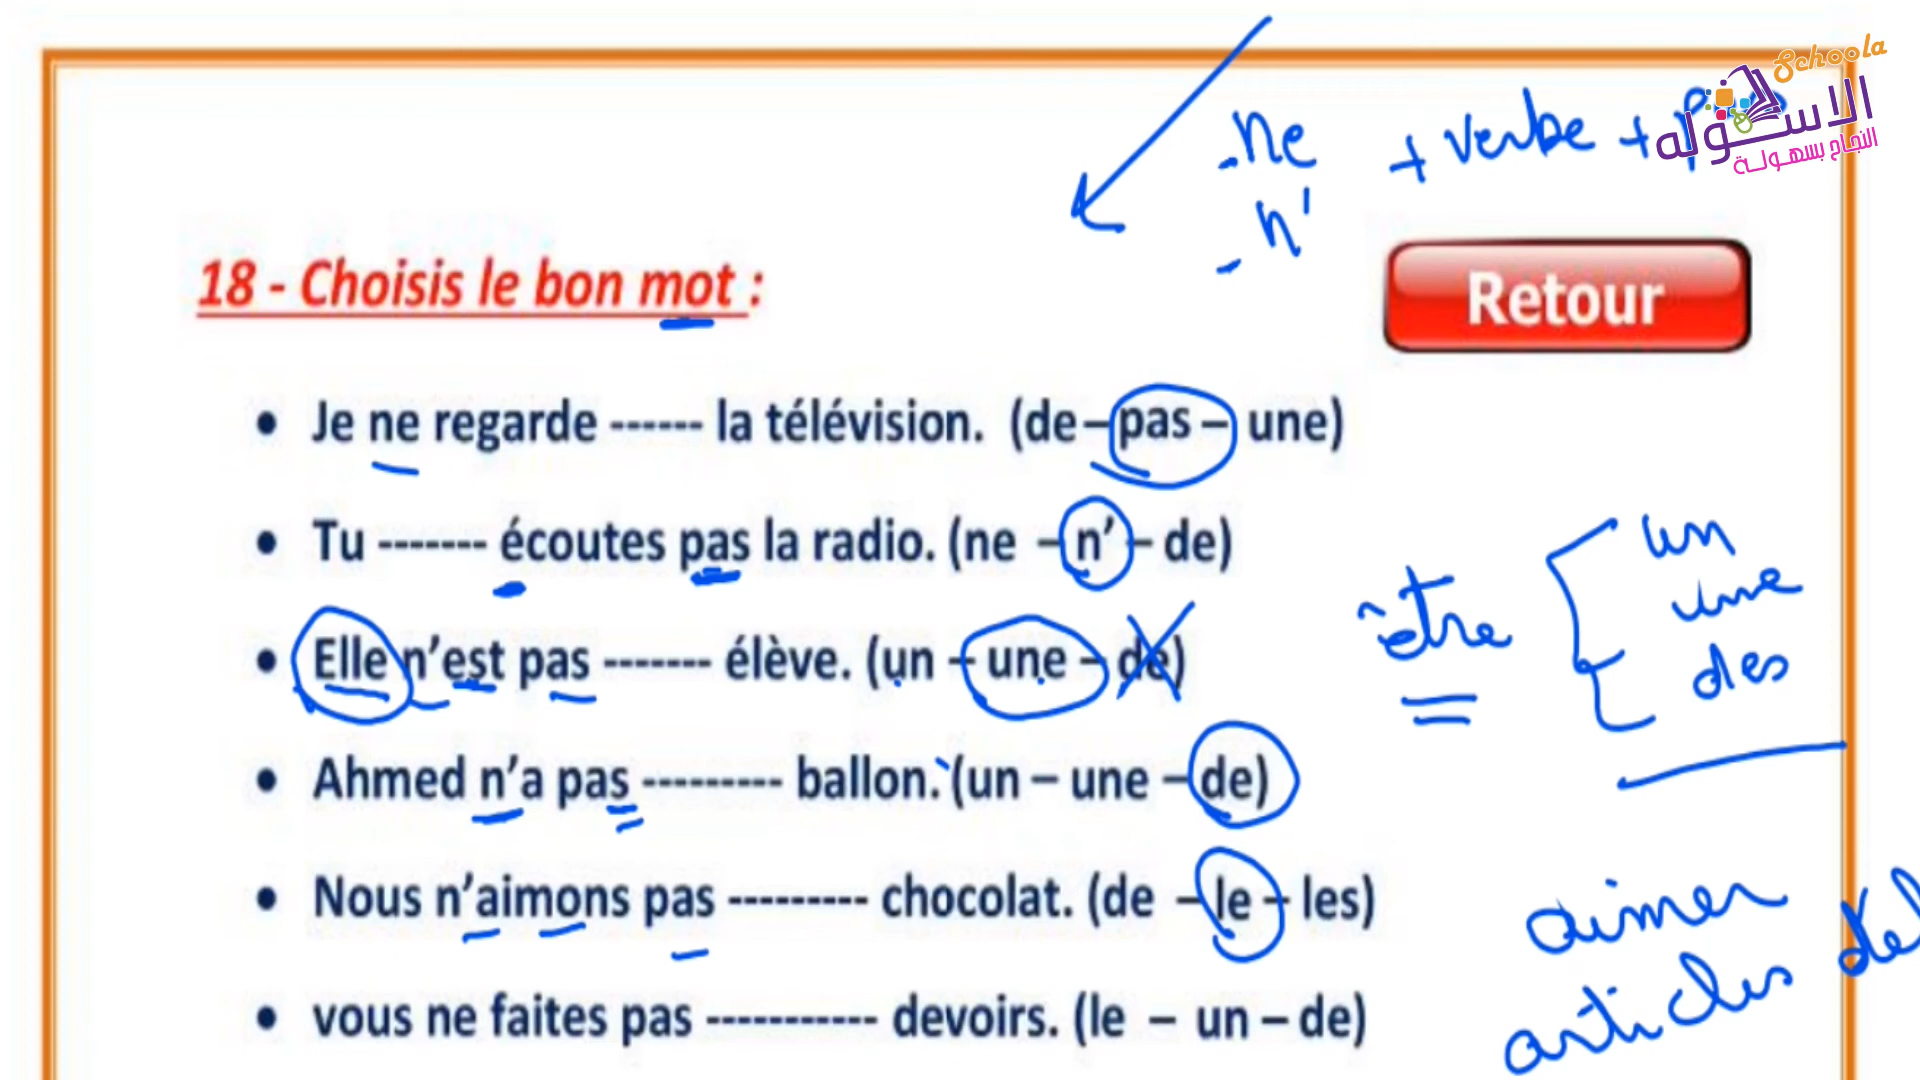 Schoola
الاسـولـه
النجاح بسهولـة
- ne + verbe +
- n'
18 - Choisis le bon mot :
Retour
• Je ne regarde ------ la télévision. (de – pas – une)
• Tu ------- écoutes pas la radio. (ne – n' – de)
• Elle n'est pas ------- élève. (un – une – de)
• Ahmed n'a pas --------- ballon. (un – une – de)
• Nous n'aimons pas --------- chocolat. (de – le – les)
• vous ne faites pas ----------- devoirs. (le – un – de)
être
un
une
des
aimer
articles